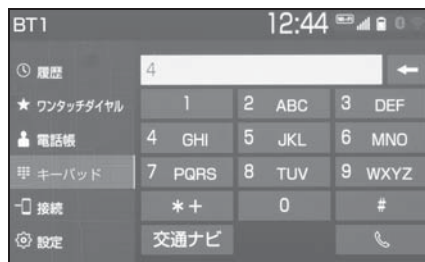 BT1 12:44
履歴
4
ワンタッチダイヤル
1 2 ABC 3 DEF
電話帳
4 GHI 5 JKL 6 MNO
キーパッド
7 PQRS 8 TUV 9 WXYZ
接続
*+ 0 #
設定
交通ナビ